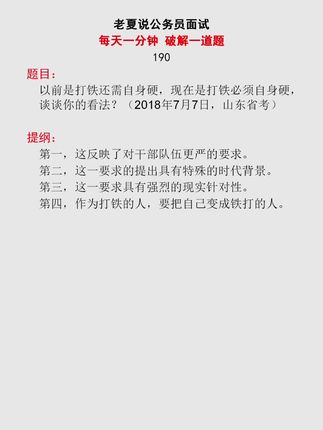 老夏说公务员面试
每天一分钟 破解一道题
190
题目：
以前是打铁还需自身硬，现在是打铁必须自身硬，
谈谈你的看法？（2018年7月7日，山东省考）
提纲：
第一，这反映了对干部队伍更严的要求。
第二，这一要求的提出具有特殊的时代背景。
第三，这一要求具有强烈的现实针对性。
第四，作为打铁的人，要把自己变成铁打的人。